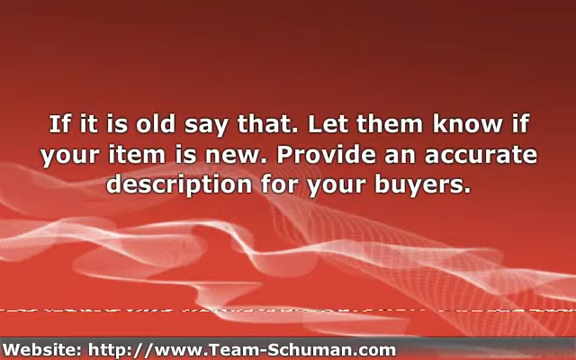 If it is old say that. Let them know if
your item is new. Provide an accurate
description for your buyers.
Website: http://www.Team-Schuman.com